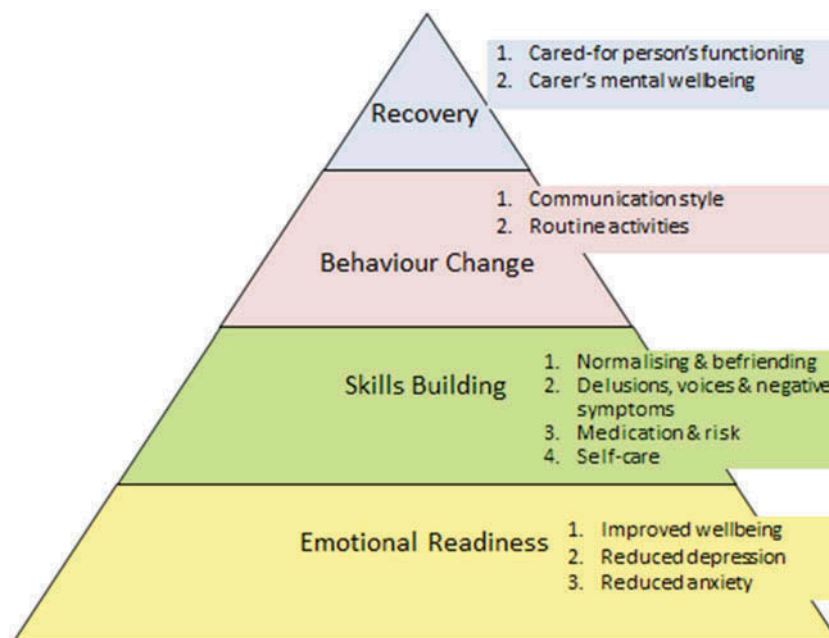 1. Cared-for person's functioning
2. Carer's mental wellbeing
Recovery
1. Communication style
2. Routine activities
Behaviour Change
1. Normalising & befriending
2. Delusions, voices & negative
symptoms
3. Medication & risk
4. Self-care
Skills Building
1. Improved wellbeing
2. Reduced depression
3. Reduced anxiety
Emotional Readiness